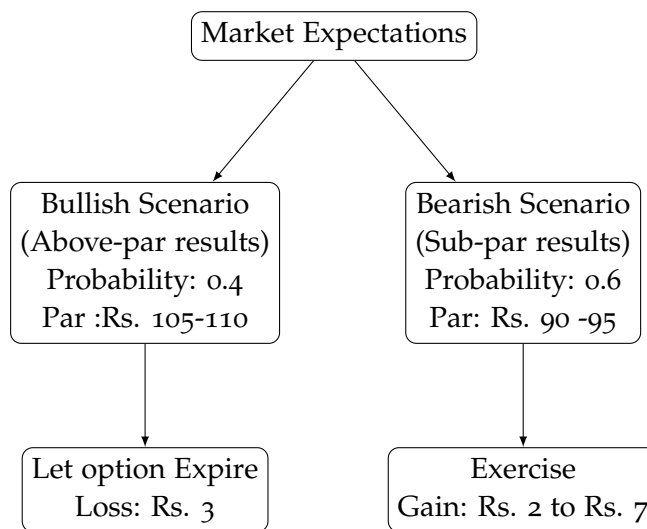 Market Expectations
Bullish Scenario
(Above-par results)
Probability: 0.4
Par :Rs. 105-110
Bearish Scenario
(Sub-par results)
Probability: 0.6
Par: Rs. 90 -95
Let option Expire
Loss: Rs. 3
Exercise
Gain: Rs. 2 to Rs. 7